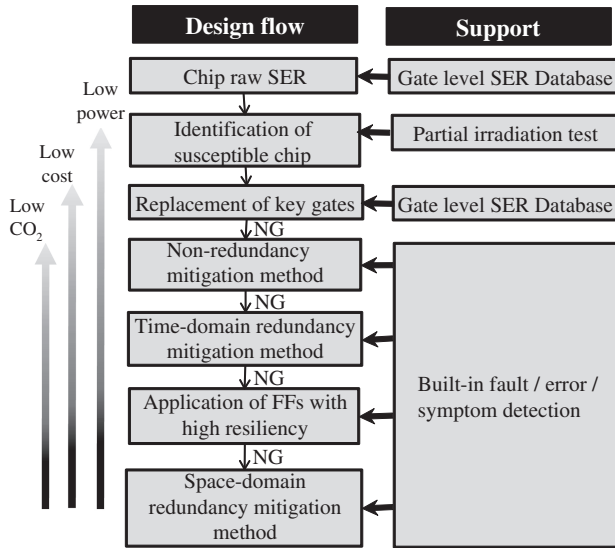 Design flow
Support
Chip raw SER
Gate level SER Database
Low
power
Identification of
susceptible chip
Partial irradiation test
Low
cost
Replacement of key gates
Gate level SER Database
Low
CO₂
NG
Non-redundancy
mitigation method
NG
Time-domain redundancy
mitigation method
NG
Application of FFs with
high resiliency
Built-in fault / error /
symptom detection
NG
Space-domain
redundancy mitigation
method